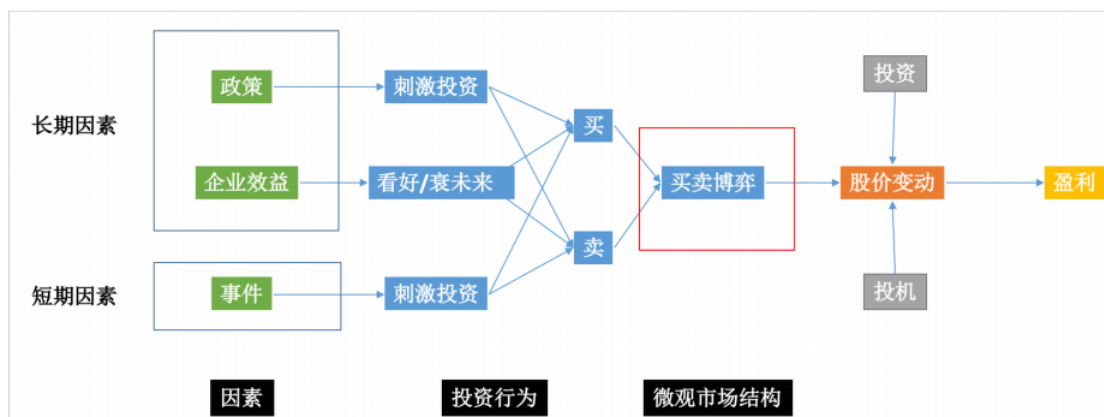 政策
刺激投资
投资
长期因素
买
企业效益
看好/衰未来
买卖博弈
股价变动
盈利
卖
短期因素
事件
刺激投资
投机
因素
投资行为
微观市场结构